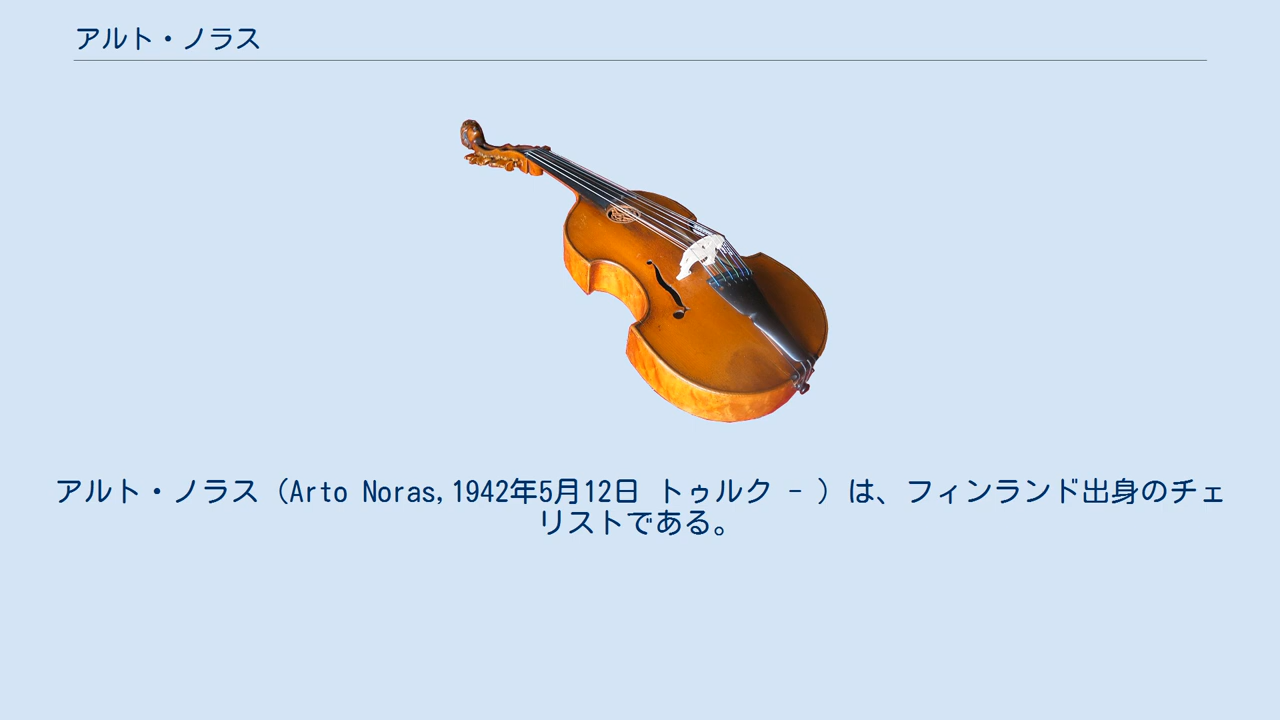 アルト・ノラス
アルト・ノラス（Arto Noras,1942年5月12日 トゥルク - ）は、フィンランド出身のチェ
リストである。